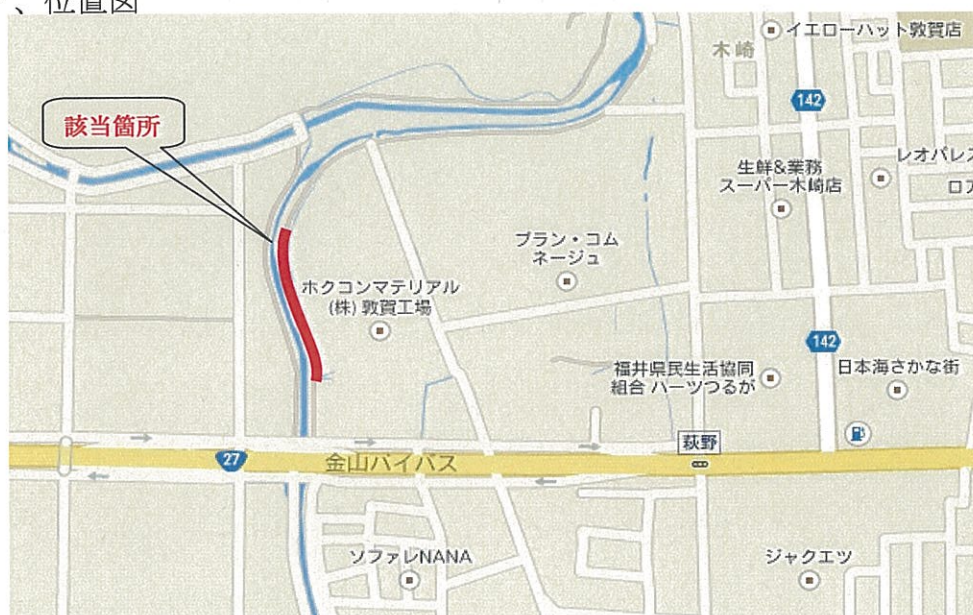 、位置図
イエローハット敦賀店
木崎
142
該当箇所
生鮮&業務
スーパー木崎店
レオパレス
ロア
プラン・コム
ネージュ
ホクコンマテリアル
(株) 敦賀工場
142
福井県民生活協同
組合 ハーツつるが
日本海さかな街
萩野
27
金山バイパス
ソファレNANA
ジャクエツ